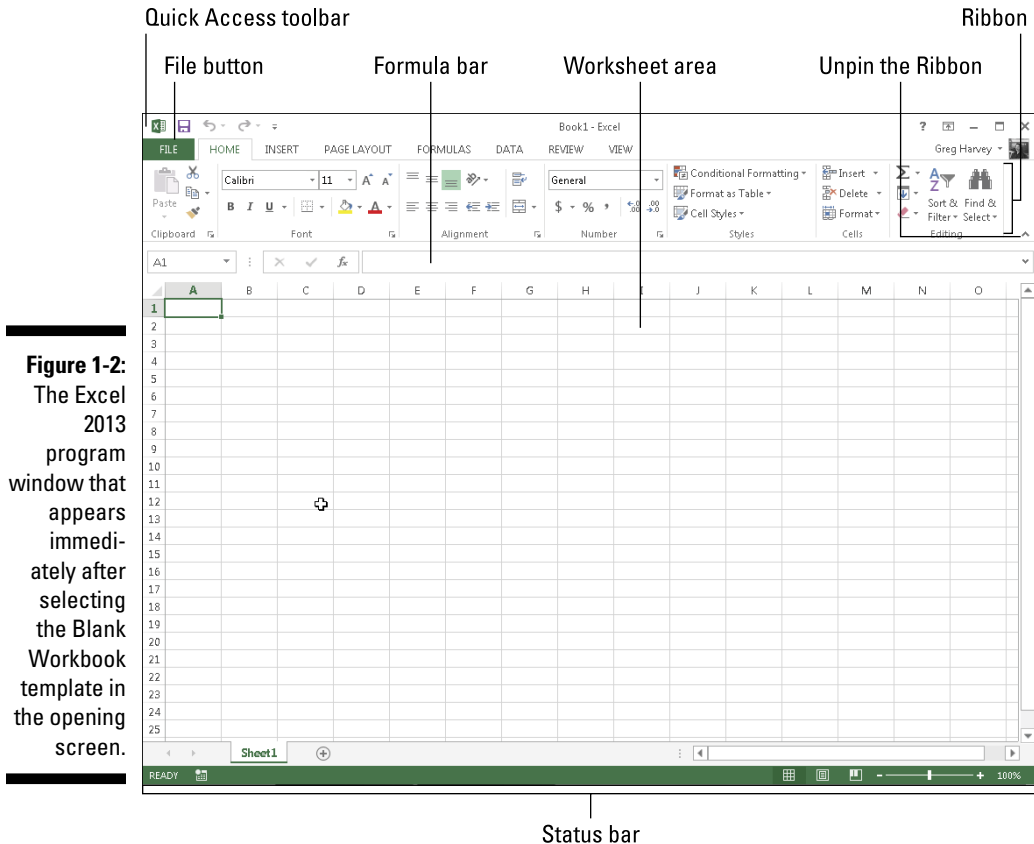 Quick Access toolbar
Ribbon
File button
Formula bar
Worksheet area
Unpin the Ribbon
Book1 - Excel
?
FILE HOME INSERT PAGE LAYOUT FORMULAS DATA REVIEW VIEW
Greg Harvey
Paste
Calibri
11
A A
B I U
A
General
$ % ,
.00 .0
Conditional Formatting
Format as Table
Cell Styles
Insert
Delete
Format
Σ
A
Z
Sort & Find &
Filter Select
Clipboard Font Alignment Number Styles Cells Editing
A1
fx
A B C D E F G H I J K L M N O
1
2
3
4
5
6
7
8
9
10
11
12
13
14
15
16
17
18
19
20
21
22
23
24
25
Sheet1
READY
100%
Status bar
Figure 1-2:
The Excel
2013
program
window that
appears
immedi-
ately after
selecting
the Blank
Workbook
template in
the opening
screen.